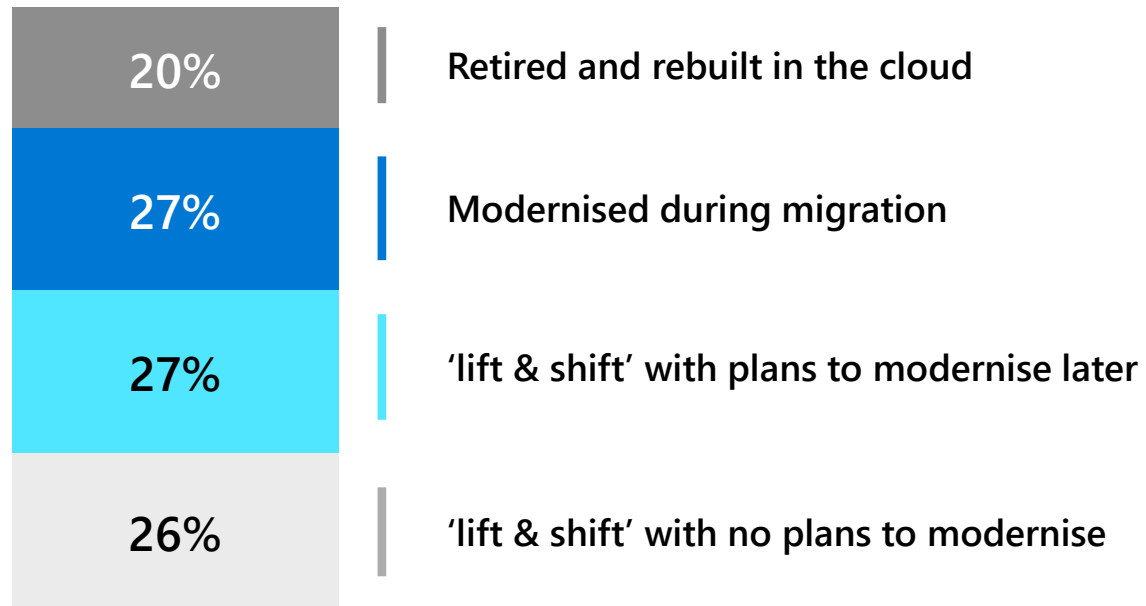 20%
Retired and rebuilt in the cloud
27%
Modernised during migration
27%
‘lift & shift’ with plans to modernise later
26%
‘lift & shift’ with no plans to modernise